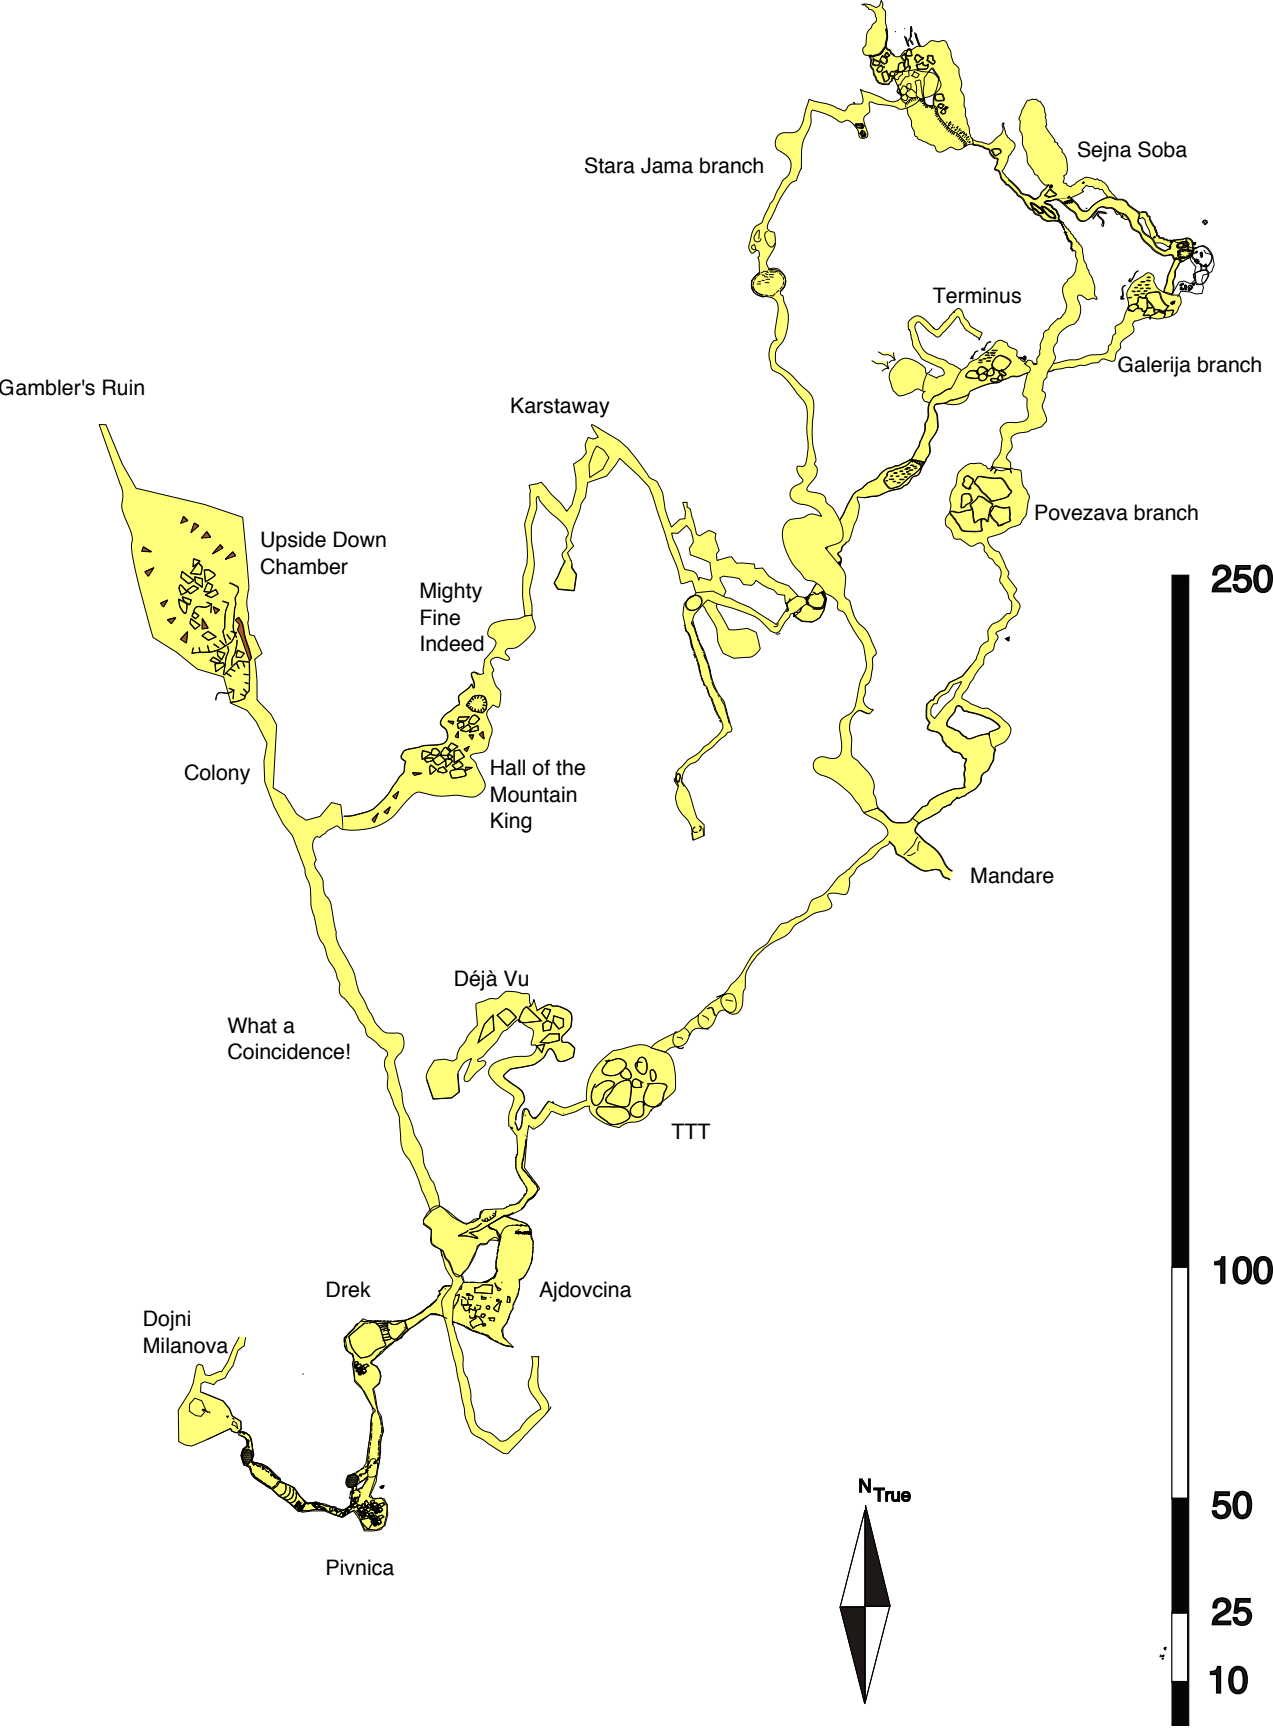 Sejna Soba
Stara Jama branch
Terminus
Galerija branch
Gambler's Ruin
Karstaway
Povezava branch
Upside Down
Chamber
250
Mighty
Fine
Indeed
Colony
Hall of the
Mountain
King
Mandare
Déjà Vu
What a
Coincidence!
TTT
100
Drek
Ajdovcina
Dojni
Milanova
N True
50
Pivnica
25
10